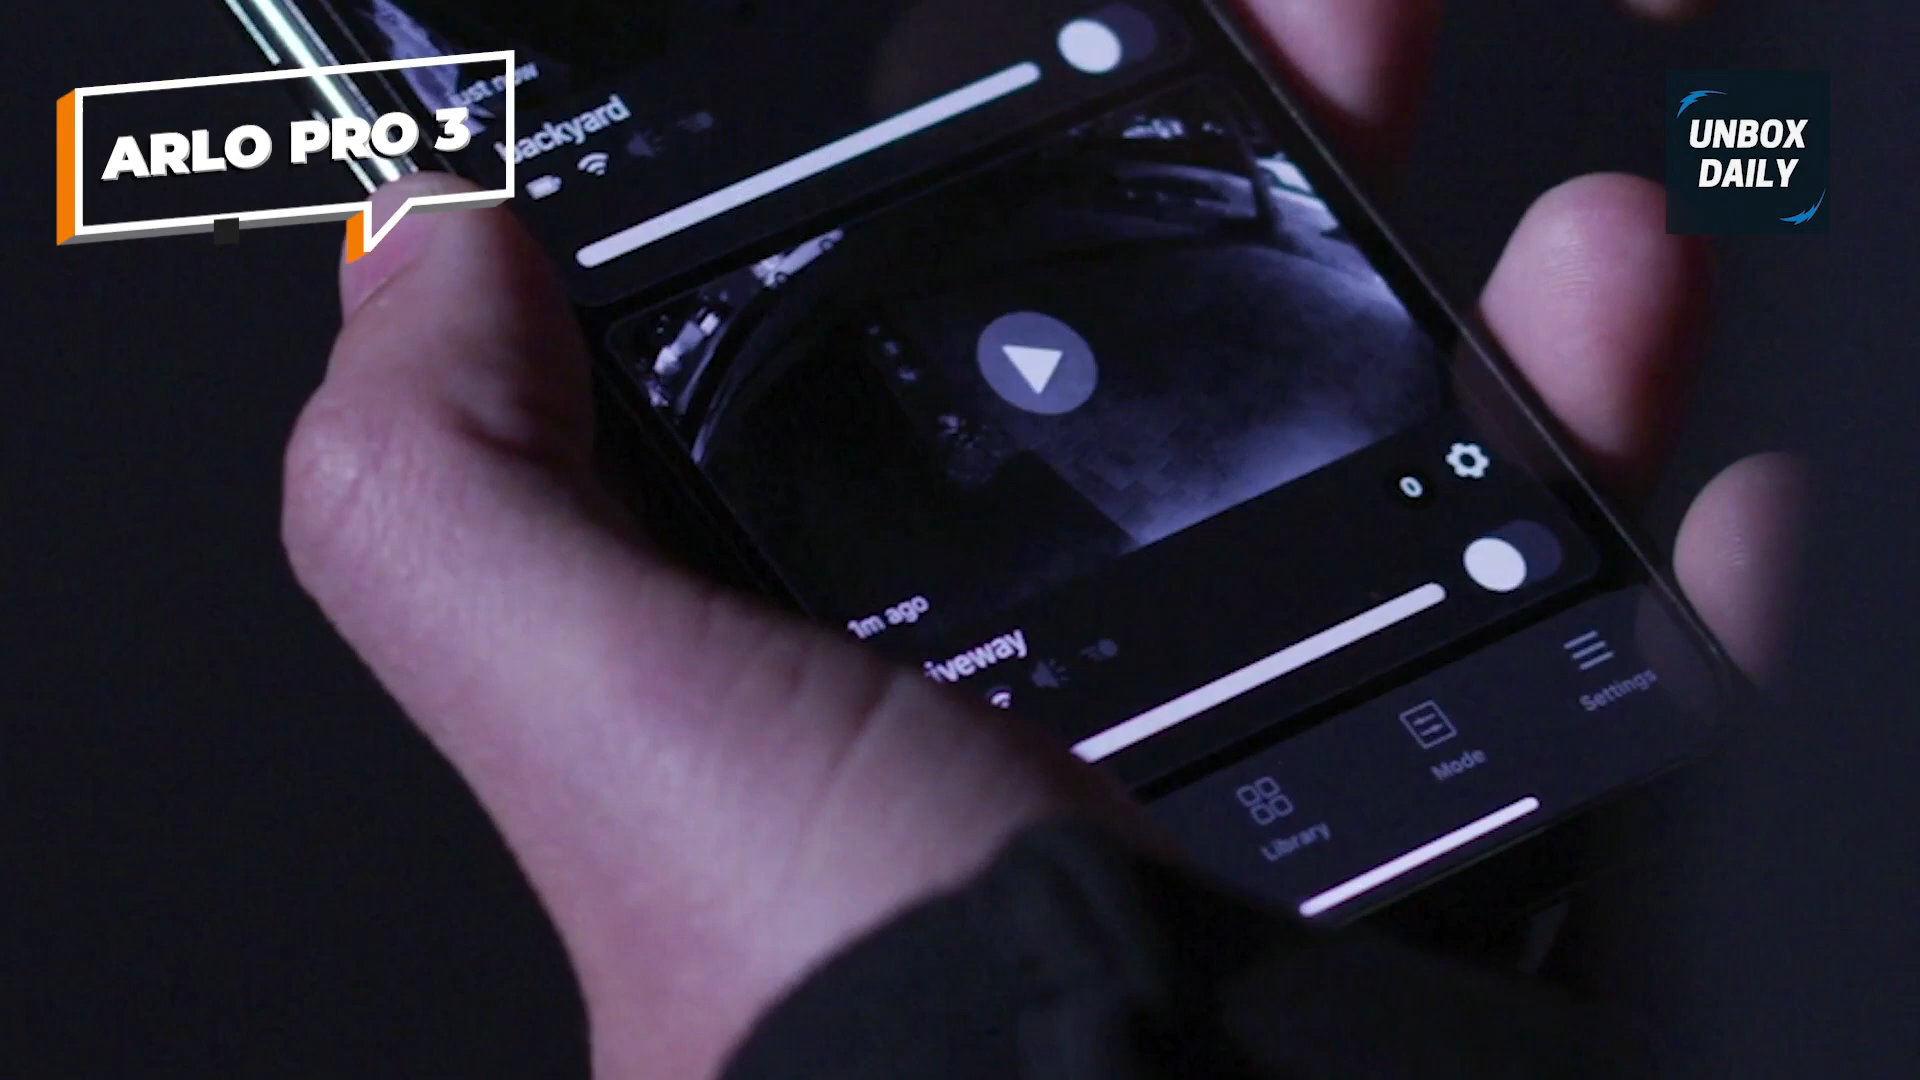 ARLO PRO 3
UNBOX
DAILY
just now
backyard
0
1m ago
iveway
Settings
Mode
Library